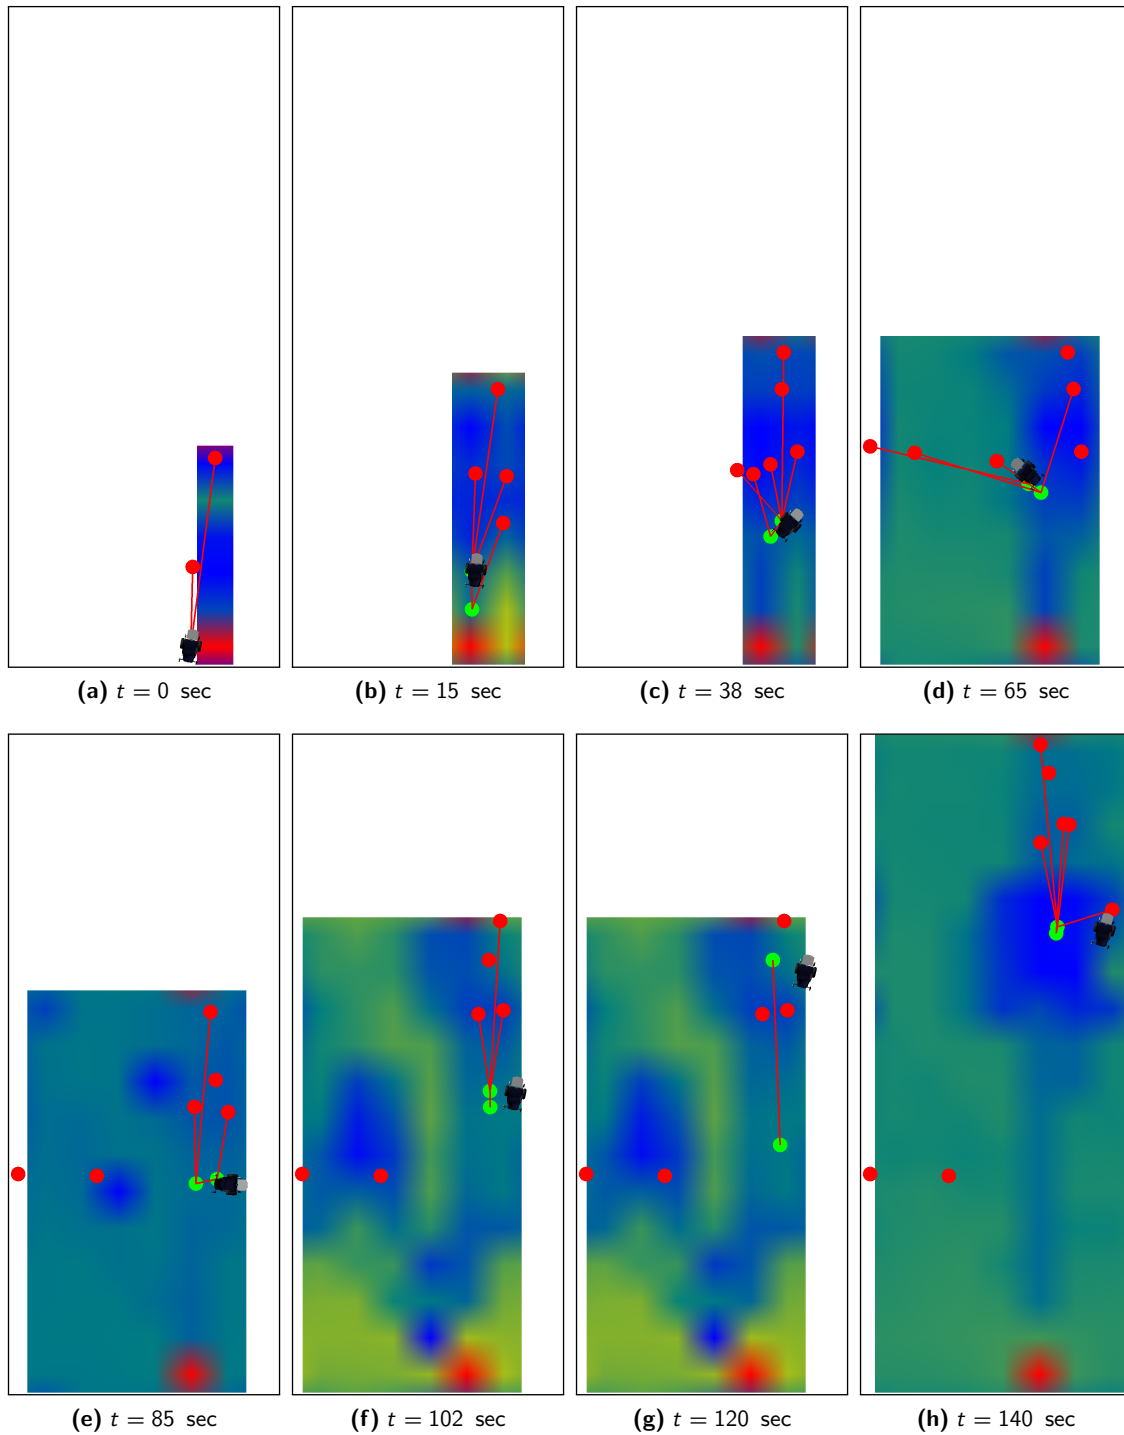 (a) t = 0 sec
(b) t = 15 sec
(c) t = 38 sec
(d) t = 65 sec
(e) t = 85 sec
(f) t = 102 sec
(g) t = 120 sec
(h) t = 140 sec